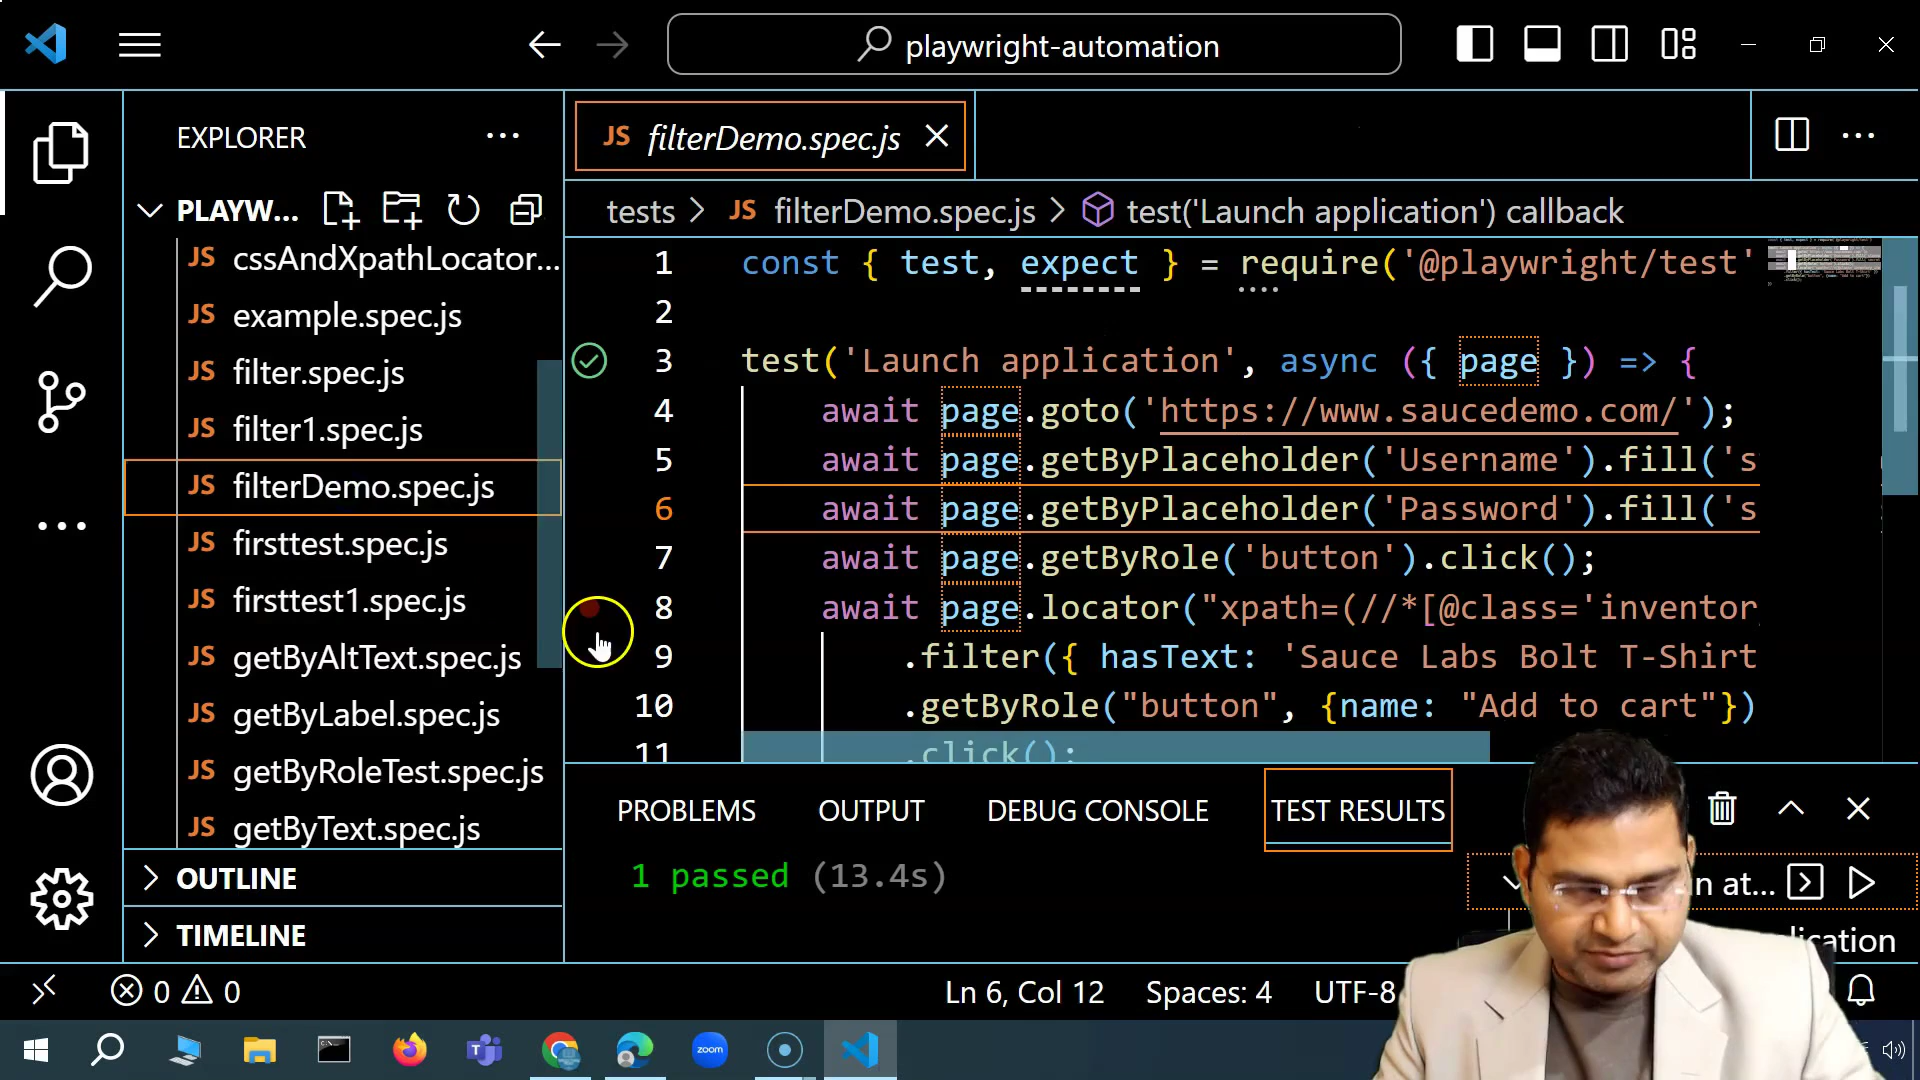 playwright-automation
EXPLORER
PLAYW...
JS cssAndXpathLocator...
JS example.spec.js
JS filter.spec.js
JS filter1.spec.js
JS filterDemo.spec.js
JS firsttest.spec.js
JS firsttest1.spec.js
JS getByAltText.spec.js
JS getByLabel.spec.js
JS getByRoleTest.spec.js
JS getByText.spec.js
OUTLINE
TIMELINE
JS filterDemo.spec.js
tests > JS filterDemo.spec.js > test('Launch application') callback
1 const { test, expect } = require('@playwright/test'
2
3 test('Launch application', async ({ page }) => {
4 await page.goto('https://www.saucedemo.com/');
5 await page.getByPlaceholder('Username').fill('s
6 await page.getByPlaceholder('Password').fill('s
7 await page.getByRole('button').click();
8 await page.locator("xpath=(//*[@class='inventor
9 .filter({ hasText: 'Sauce Labs Bolt T-Shirt
10 .getByRole("button", {name: "Add to cart"})
11 .click();
PROBLEMS OUTPUT DEBUG CONSOLE TEST RESULTS
1 passed (13.4s)
n at...
lication
0 0
Ln 6, Col 12 Spaces: 4 UTF-8
zoom